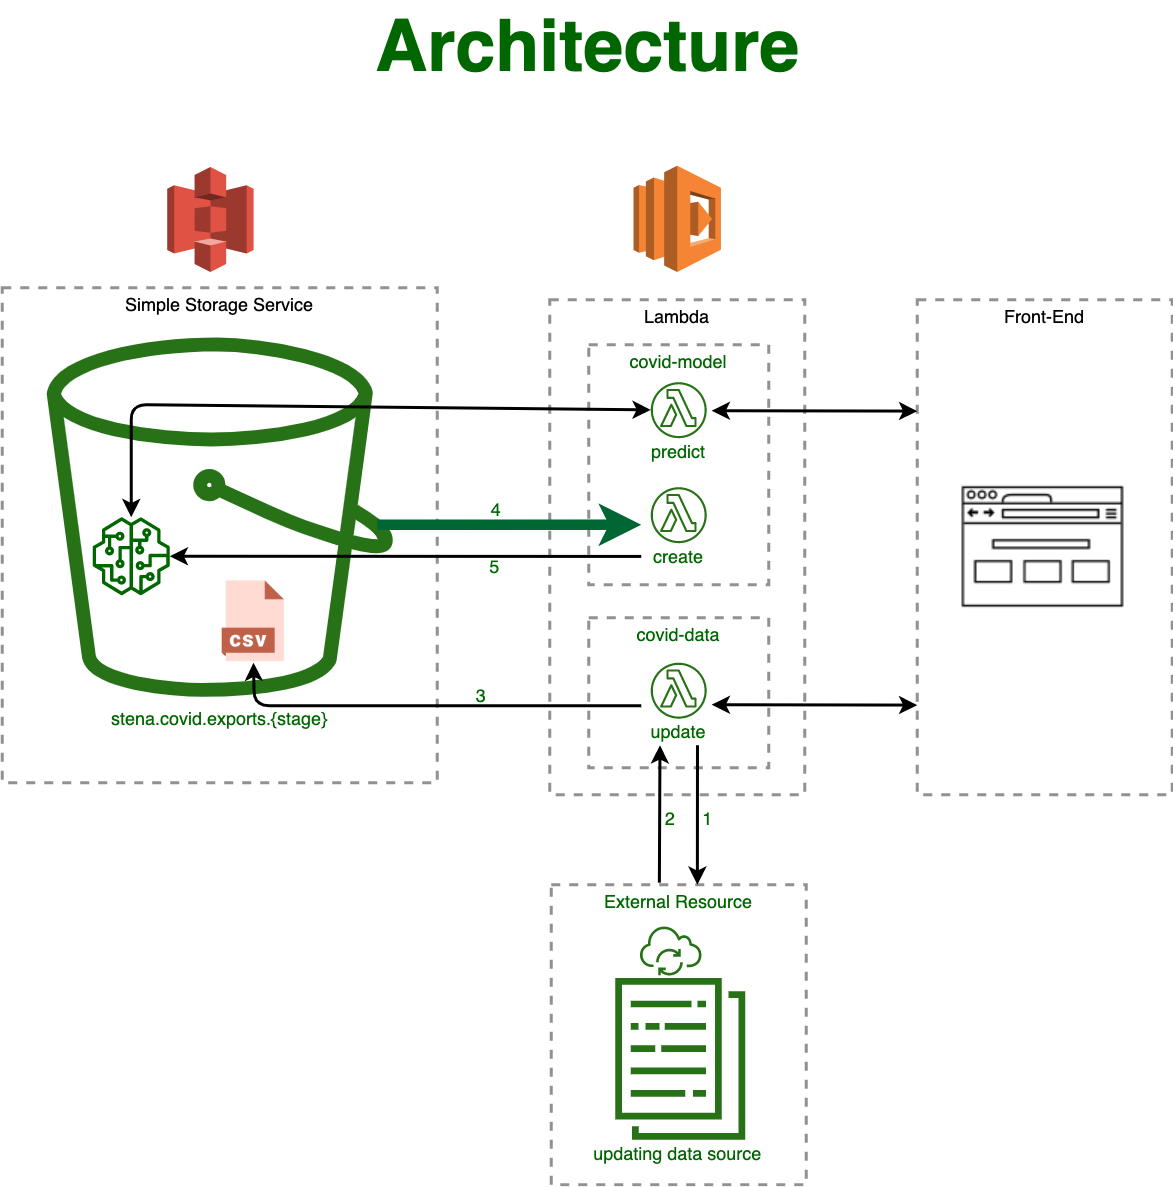 Architecture
Simple Storage Service
Lambda
Front-End
covid-model
predict
4
create
5
CSV
covid-data
3
stena.covid.exports.{stage}
update
2
1
External Resource
updating data source